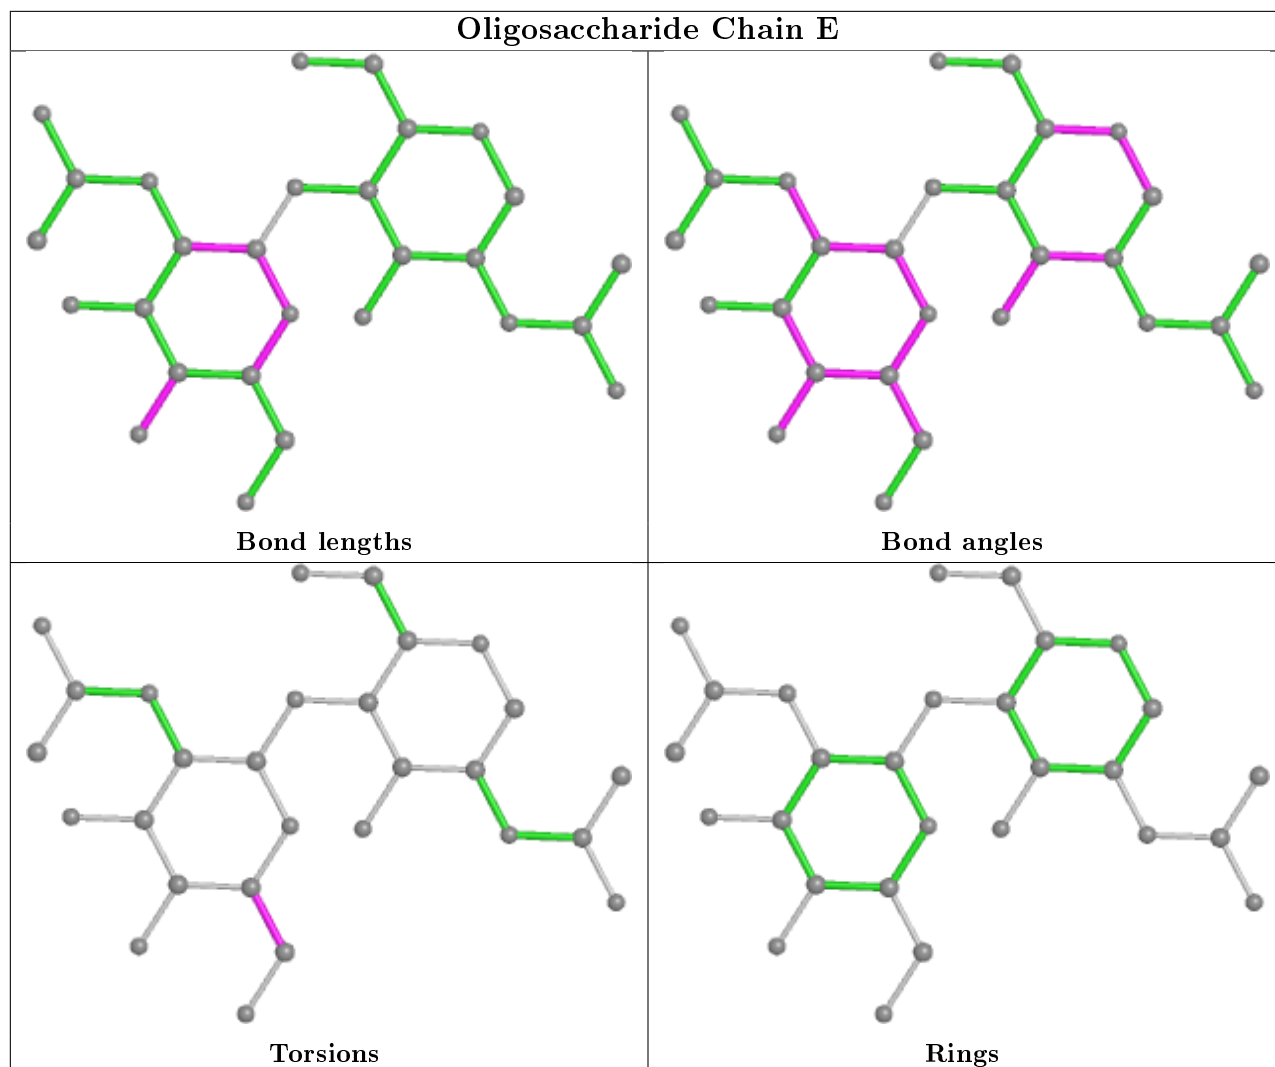 Oligosaccharide Chain E
Bond lengths
Bond angles
Torsions
Rings